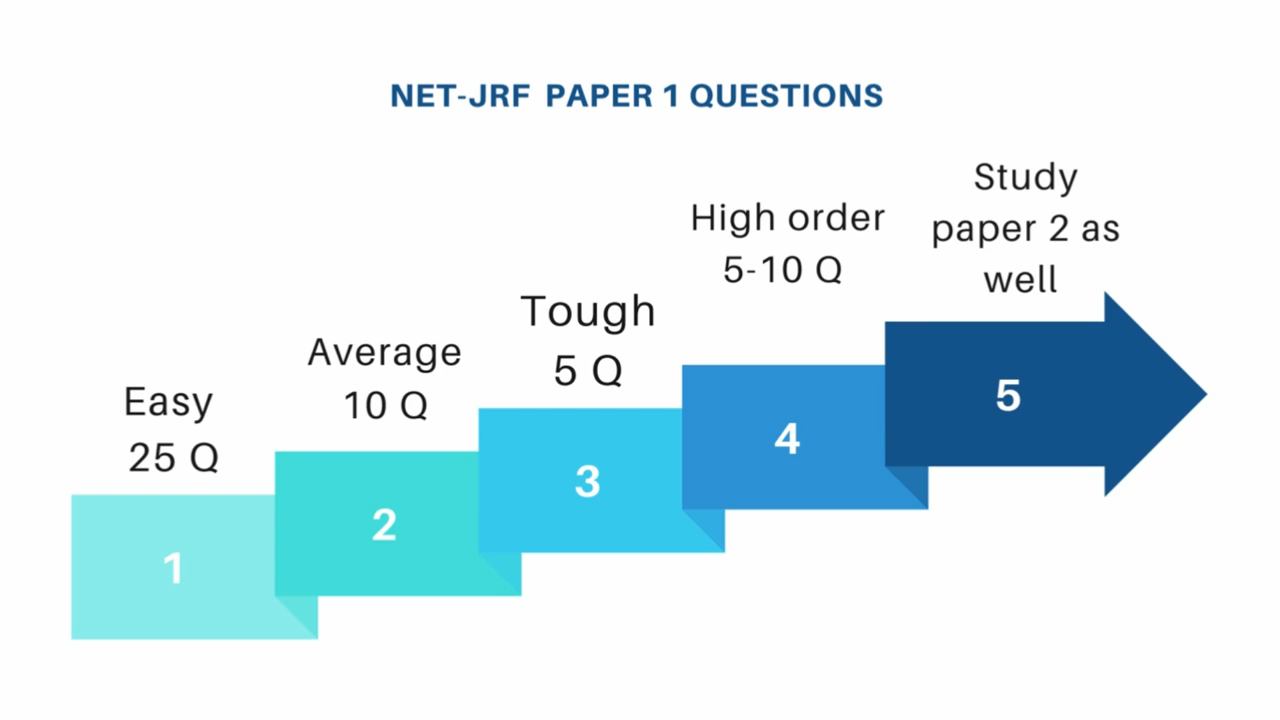 NET-JRF PAPER 1 QUESTIONS
Easy
25 Q
1
Average
10 Q
2
Tough
5 Q
3
High order
5-10 Q
4
Study
paper 2 as
well
5